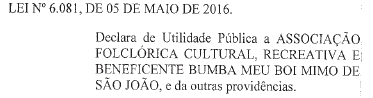 LEI Nº 6.081, DE 05 DE MAIO DE 2016.
Declara de Utilidade Pública a ASSOCIAÇÃO
FOLCLÓRICA CULTURAL, RECREATIVA E
BENEFICENTE BUMBA MEU BOI MIMO DE
SÃO JOÃO, e da outras providências.